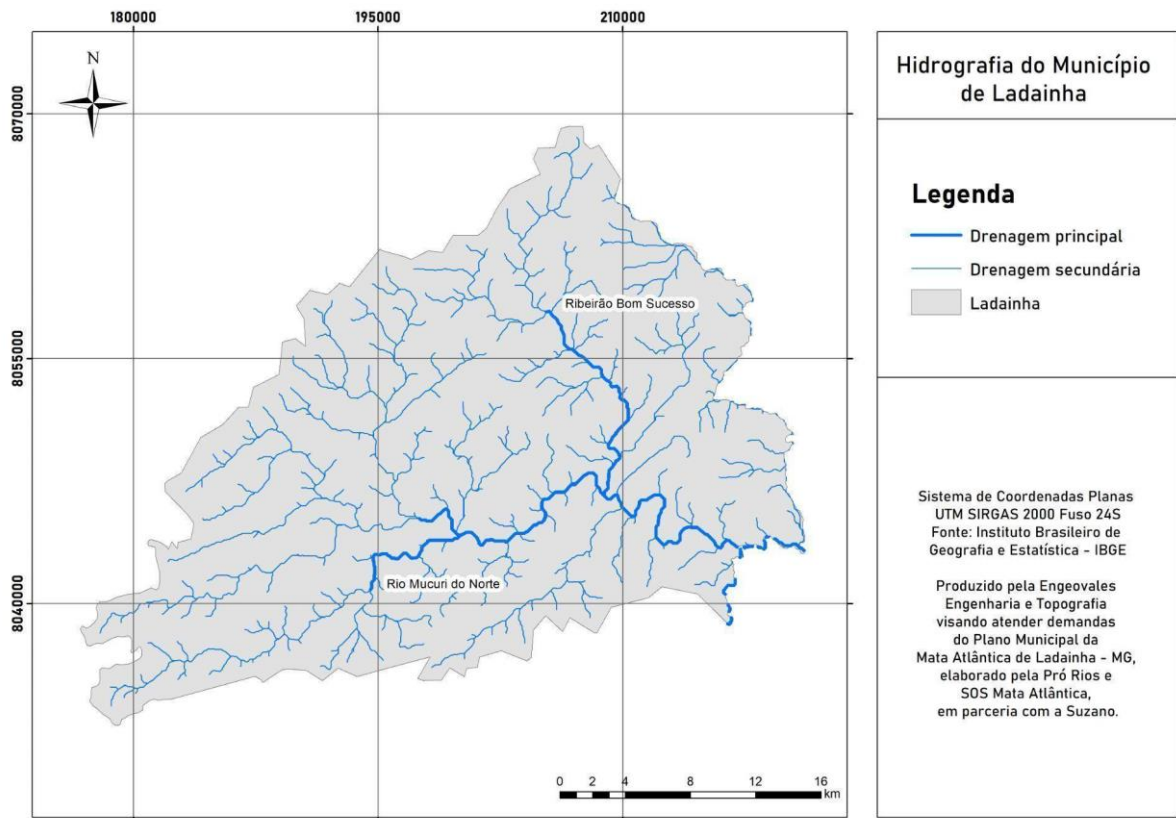 180000
195000
210000
N
8070000
8055000
8040000
Ribeirão Bom Sucesso
Rio Mucuri do Norte
0 2 4 8 12 16
km
Hidrografia do Município
de Ladainha
Legenda
Drenagem principal
Drenagem secundária
Ladainha
Sistema de Coordenadas Planas
UTM SIRGAS 2000 Fuso 24S
Fonte: Instituto Brasileiro de
Geografia e Estatística - IBGE
Produzido pela Engeovales
Engenharia e Topografia
visando atender demandas
do Plano Municipal da
Mata Atlântica de Ladainha - MG,
elaborado pela Pró Rios e
SOS Mata Atlântica,
em parceria com a Suzano.